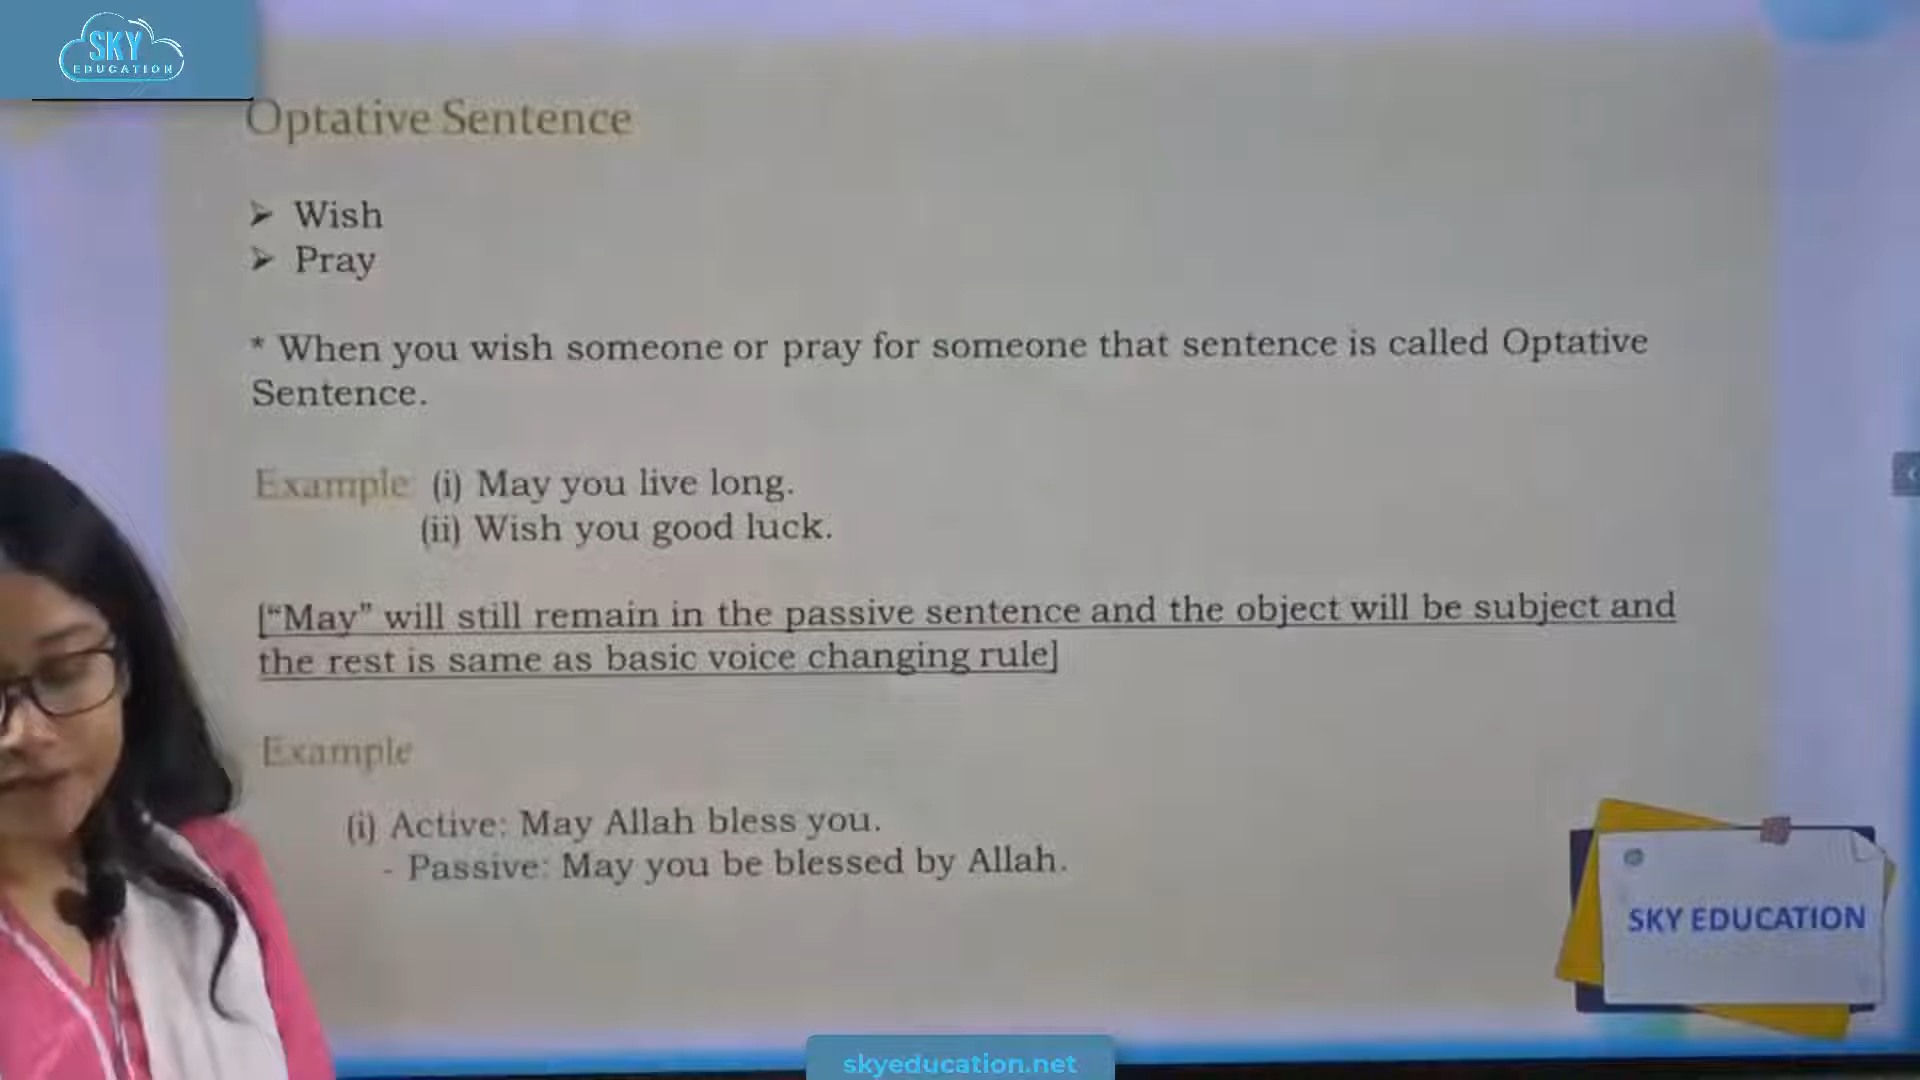 SKY
EDUCATION
Optative Sentence
➢ Wish
➢ Pray
* When you wish someone or pray for someone that sentence is called Optative
Sentence.
Example (i) May you live long.
(ii) Wish you good luck.
[“May” will still remain in the passive sentence and the object will be subject and
the rest is same as basic voice changing rule]
Example
(i) Active: May Allah bless you.
- Passive: May you be blessed by Allah.
SKY EDUCATION
skyeducation.net